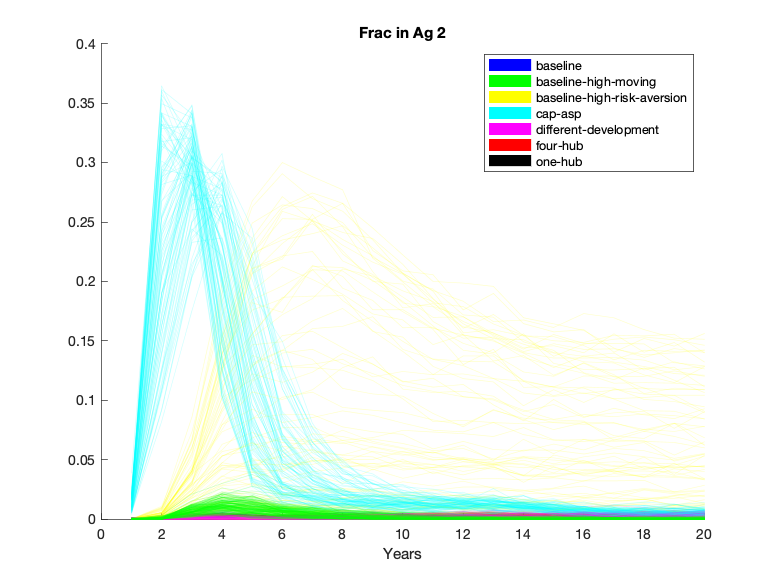 Frac in Ag 2
0.4
0.35
0.3
0.25
0.2
0.15
0.1
0.05
0
baseline
baseline-high-moving
baseline-high-risk-aversion
cap-asp
different-development
four-hub
one-hub
0 2 4 6 8 10 12 14 16 18 20
Years